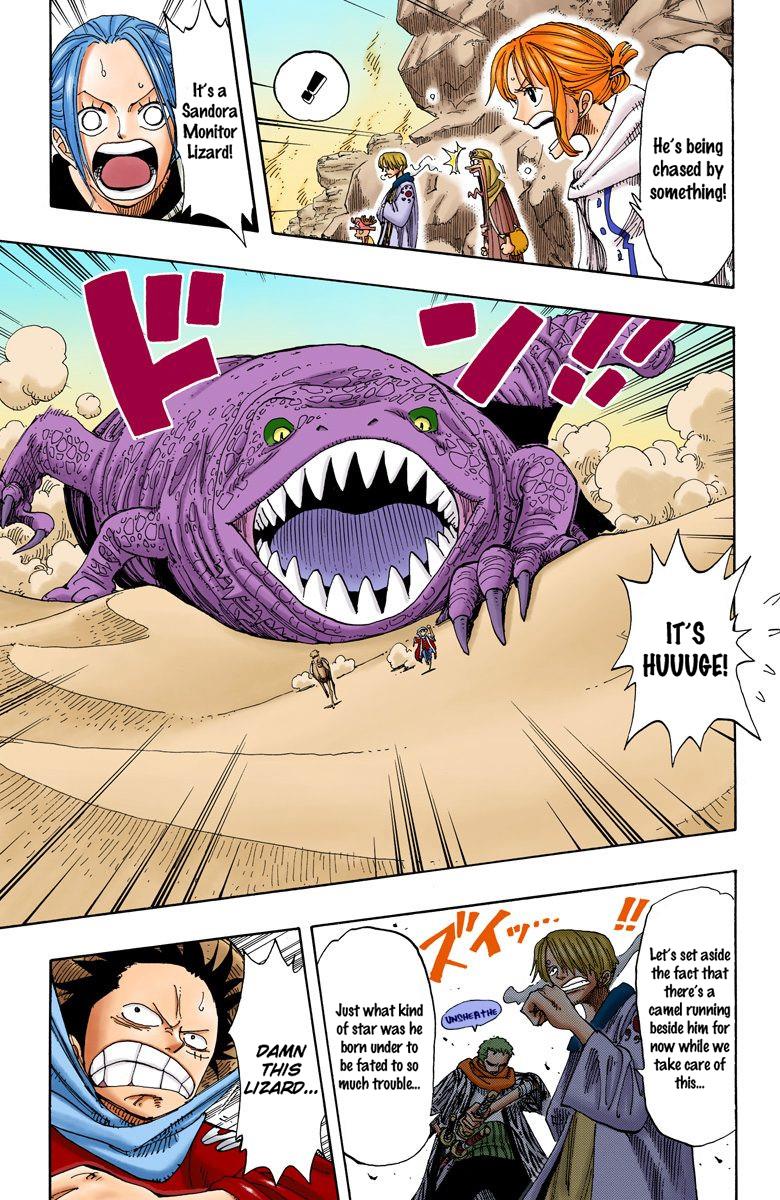 He's being
chased by
something!
!!
It's a
Sandora
Monitor
Lizard!
ドン!!
IT'S
HUUUGE!
Let's set aside
the fact that
there's a
camel running
beside him for
now while we
take care of
this...
!!
ズイッ...
UNSHEATHE
Just what kind
of star was he
born under to
be fated to so
much trouble...
DAMN
THIS
LIZARD...